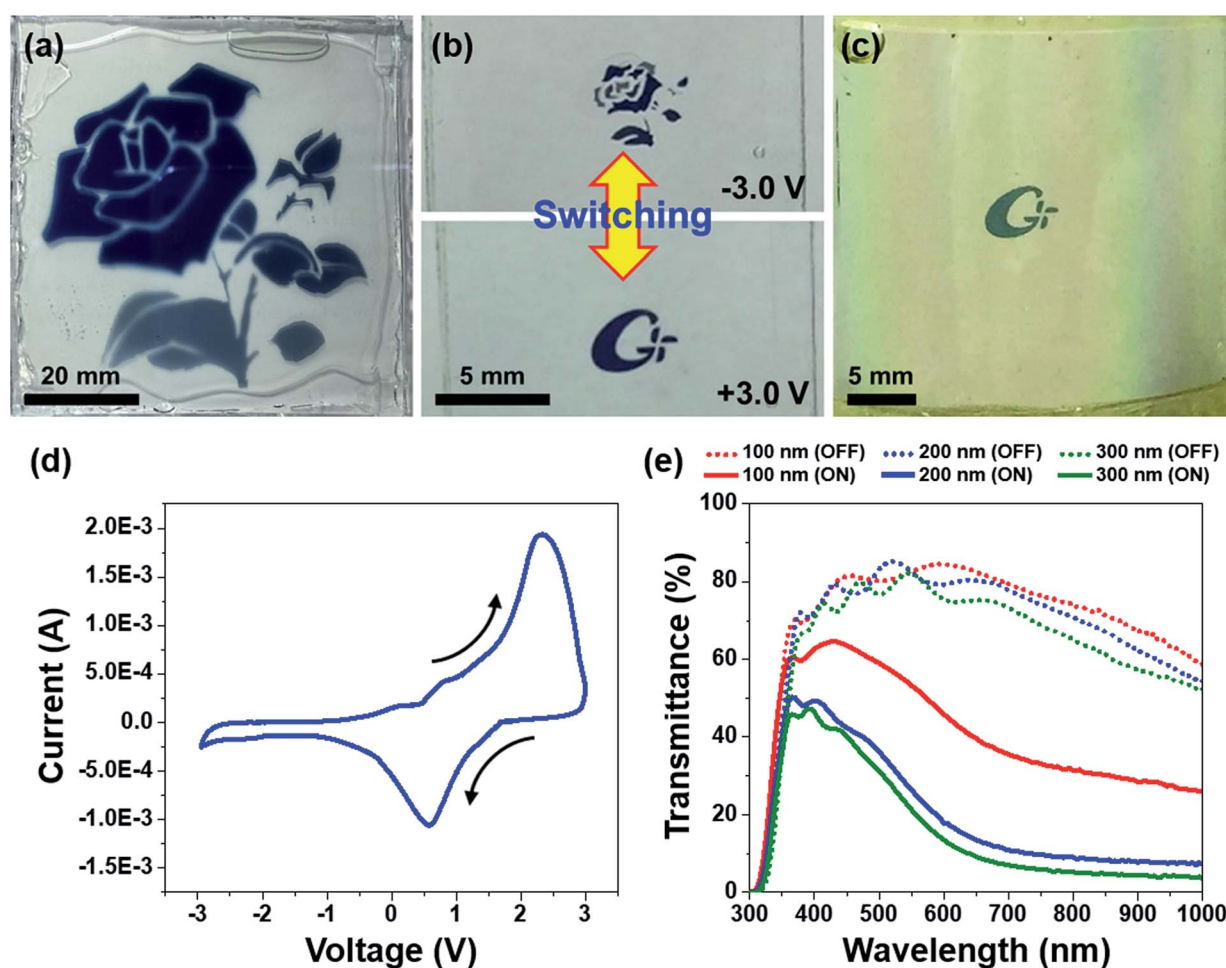 (a)
20 mm
(b)
-3.0 V
Switching
5 mm
+3.0 V
(c)
G+
5 mm
(d)
2.0E-3
1.5E-3
1.0E-3
5.0E-4
0.0
-5.0E-4
-1.0E-3
-1.5E-3
-3 -2 -1 0 1 2 3
Current (A)
Voltage (V)
(e)
100 nm (OFF) 200 nm (OFF) 300 nm (OFF)
100 nm (ON) 200 nm (ON) 300 nm (ON)
100
80
60
40
20
0
300 400 500 600 700 800 900 1000
Transmittance (%)
Wavelength (nm)